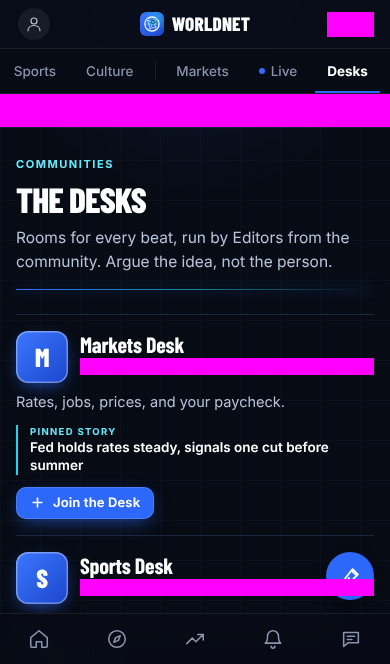 WORLDNET
Sports Culture Markets Live Desks
COMMUNITIES
THE DESKS
Rooms for every beat, run by Editors from the
community. Argue the idea, not the person.
M
Markets Desk
Rates, jobs, prices, and your paycheck.
PINNED STORY
Fed holds rates steady, signals one cut before
summer
+ Join the Desk
S
Sports Desk